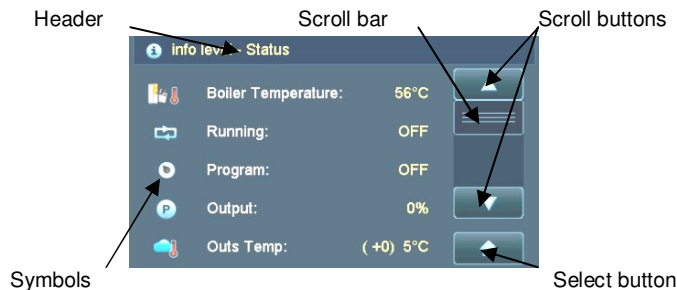 Header
Scroll bar
Scroll buttons
info level - Status
Boiler Temperature: 56°C
Running: OFF
Program: OFF
P Output: 0%
Outs Temp: ( +0) 5°C
Symbols
Select button